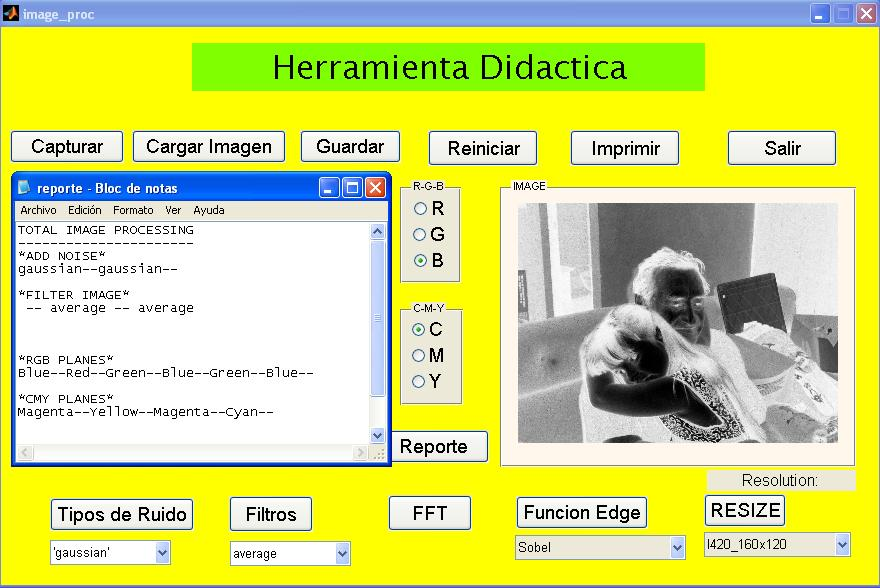 image_proc
Herramienta Didactica
Capturar
Cargar Imagen
Guardar
Reiniciar
Imprimir
Salir
reporte - Bloc de notas
Archivo Edición Formato Ver Ayuda
TOTAL IMAGE PROCESSING
----------------------
*ADD NOISE*
gaussian--gaussian--
*FILTER IMAGE*
-- average -- average
*RGB PLANES*
Blue--Red--Green--Blue--Green--Blue--
*CMY PLANES*
Magenta--Yellow--Magenta--Cyan--
R-G-B
R
G
B
C-M-Y
C
M
Y
Reporte
IMAGE
Resolution:
Tipos de Ruido
'gaussian'
Filtros
average
FFT
Funcion Edge
Sobel
RESIZE
I420_160x120